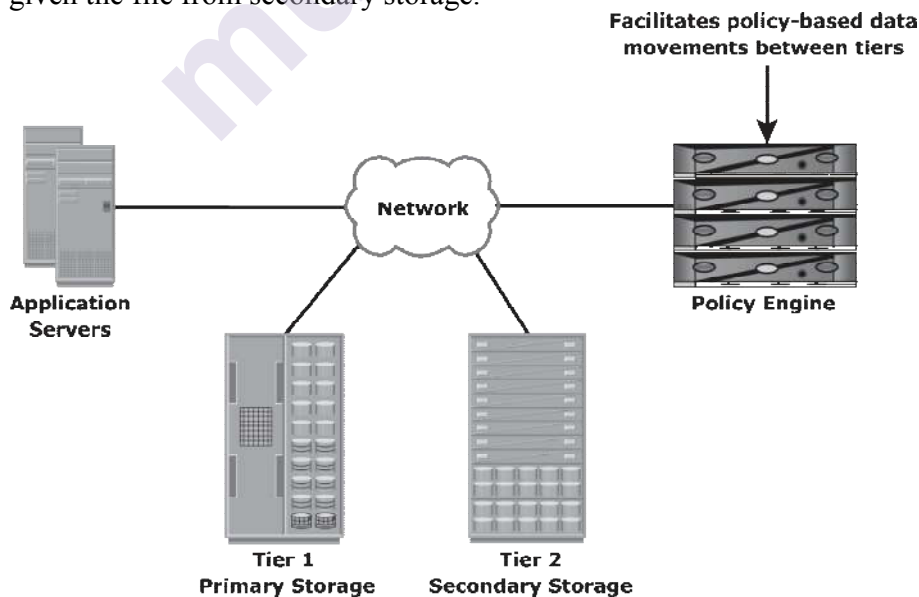 given the file from secondary storage.
Facilitates policy-based data
movements between tiers
Network
Application
Servers
Policy Engine
Tier 1
Primary Storage
Tier 2
Secondary Storage